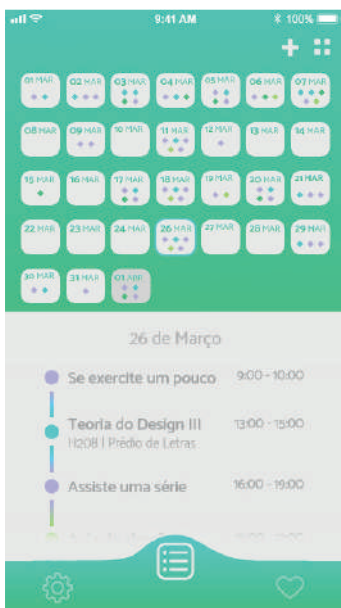 9:41 AM 100%
01 MAR 02 MAR 03 MAR 04 MAR 05 MAR 06 MAR 07 MAR
08 MAR 09 MAR 10 MAR 11 MAR 12 MAR 13 MAR 14 MAR
15 MAR 16 MAR 17 MAR 18 MAR 19 MAR 20 MAR 21 MAR
22 MAR 23 MAR 24 MAR 26 MAR 27 MAR 28 MAR 29 MAR
30 MAR 31 MAR 01 ABR
26 de Março
Se exercite um pouco 9:00 - 10:00
Teoria do Design III 13:00 - 15:00
H208 | Prédio de Letras
Assiste uma série 16:00 - 19:00